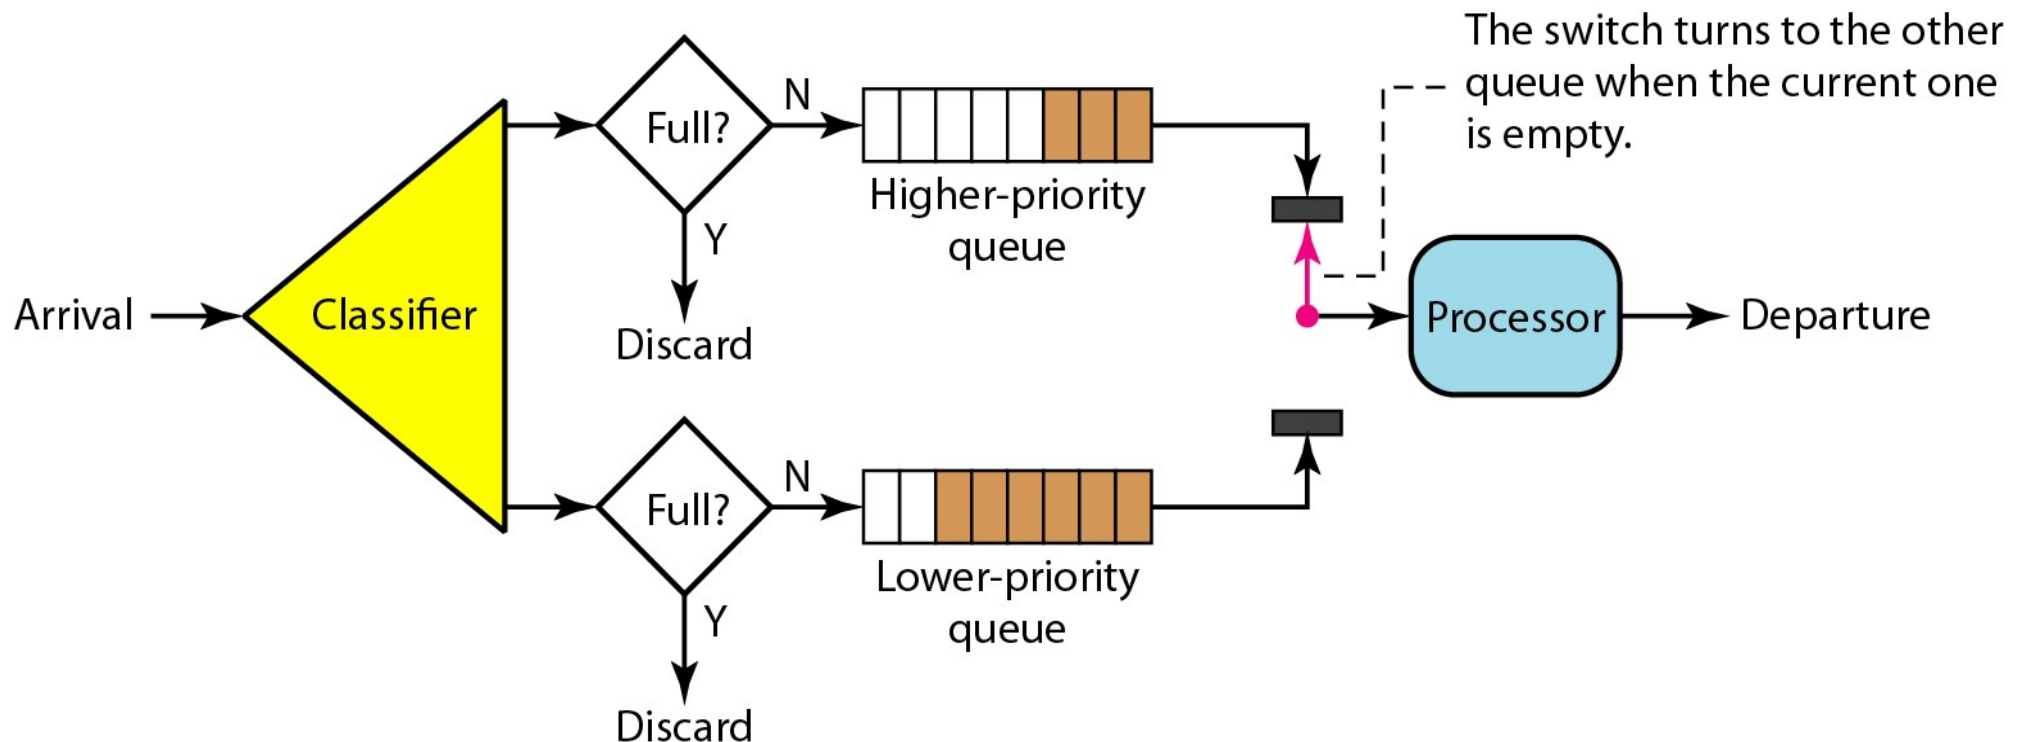 The switch turns to the other
queue when the current one
is empty.
N
Full?
Higher-priority
queue
Y
Discard
Arrival
Classifier
Processor
Departure
N
Full?
Lower-priority
queue
Y
Discard